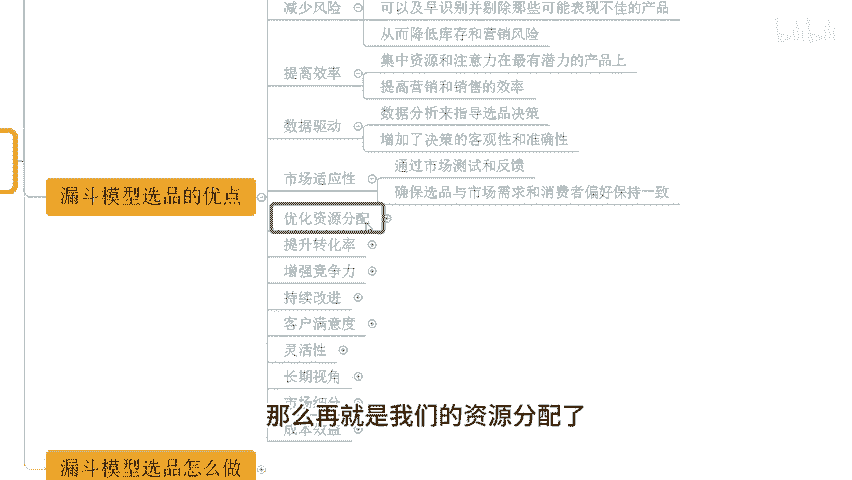 减少风险
可以及早识别并剔除那些可能表现不佳的产品
从而降低库存和营销风险
提高效率
集中资源和注意力在最有潜力的产品上
提高营销和销售的效率
数据驱动
数据分析来指导选品决策
增加了决策的客观性和准确性
市场适应性
通过市场测试和反馈
确保选品与市场需求和消费者偏好保持一致
漏斗模型选品的优点
优化资源分配
提升转化率
增强竞争力
持续改进
客户满意度
灵活性
长期视角
市场细分
那么再就是我们的资源分配了
成本效益
漏斗模型选品怎么做
bilibili